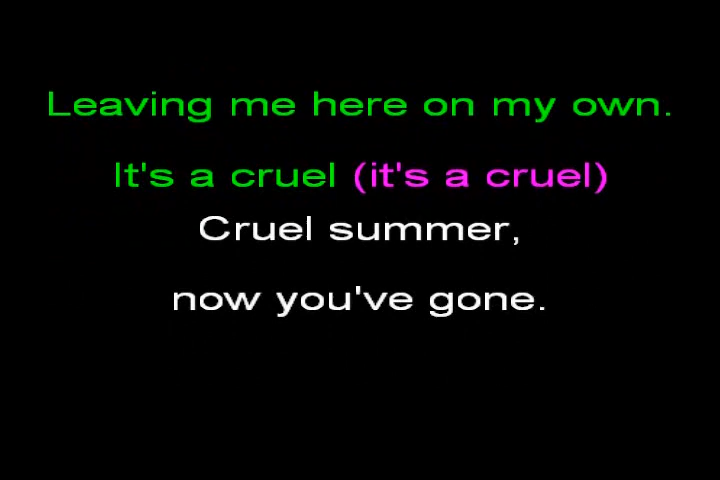 Leaving me here on my own.
It's a cruel (it's a cruel)
Cruel summer,
now you've gone.